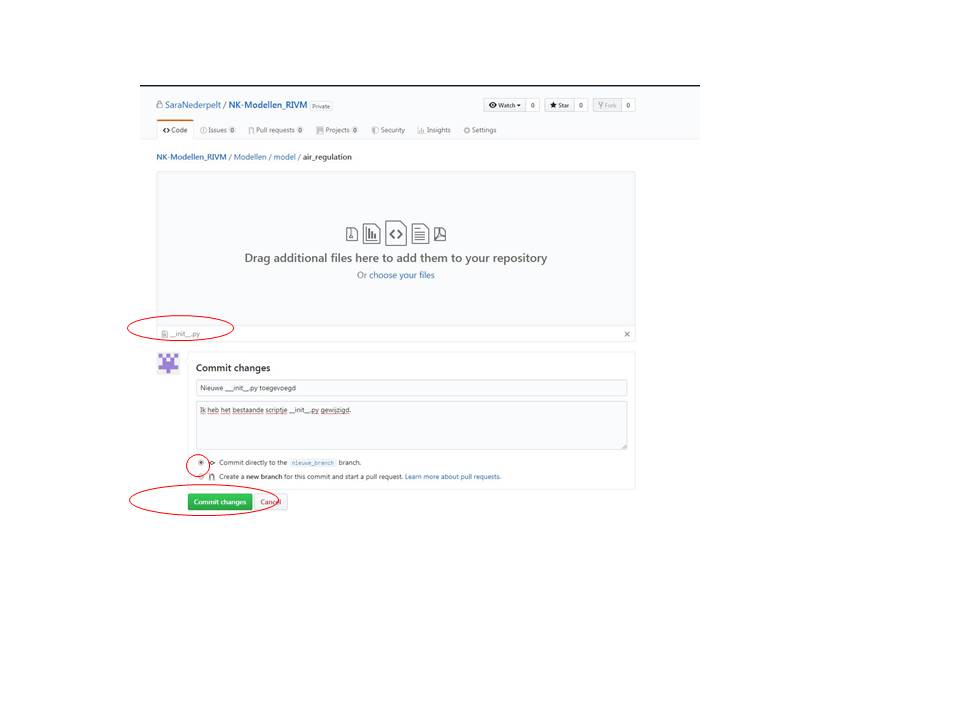 SaraNederpelt / NK-Modellen_RIVM Private
Watch 0 Star 0 Fork 0
Code Issues 0 Pull requests 0 Projects 0 Security Insights Settings
NK-Modellen_RIVM / Modellen / model / air_regulation
Drag additional files here to add them to your repository
Or choose your files
__init__.py
Commit changes
Nieuwe __init__.py toegevoegd
Ik heb het bestaande scriptje __init__.py gewijzigd.
Commit directly to the nieuwe_branch branch.
Create a new branch for this commit and start a pull request. Learn more about pull requests.
Commit changes Cancel